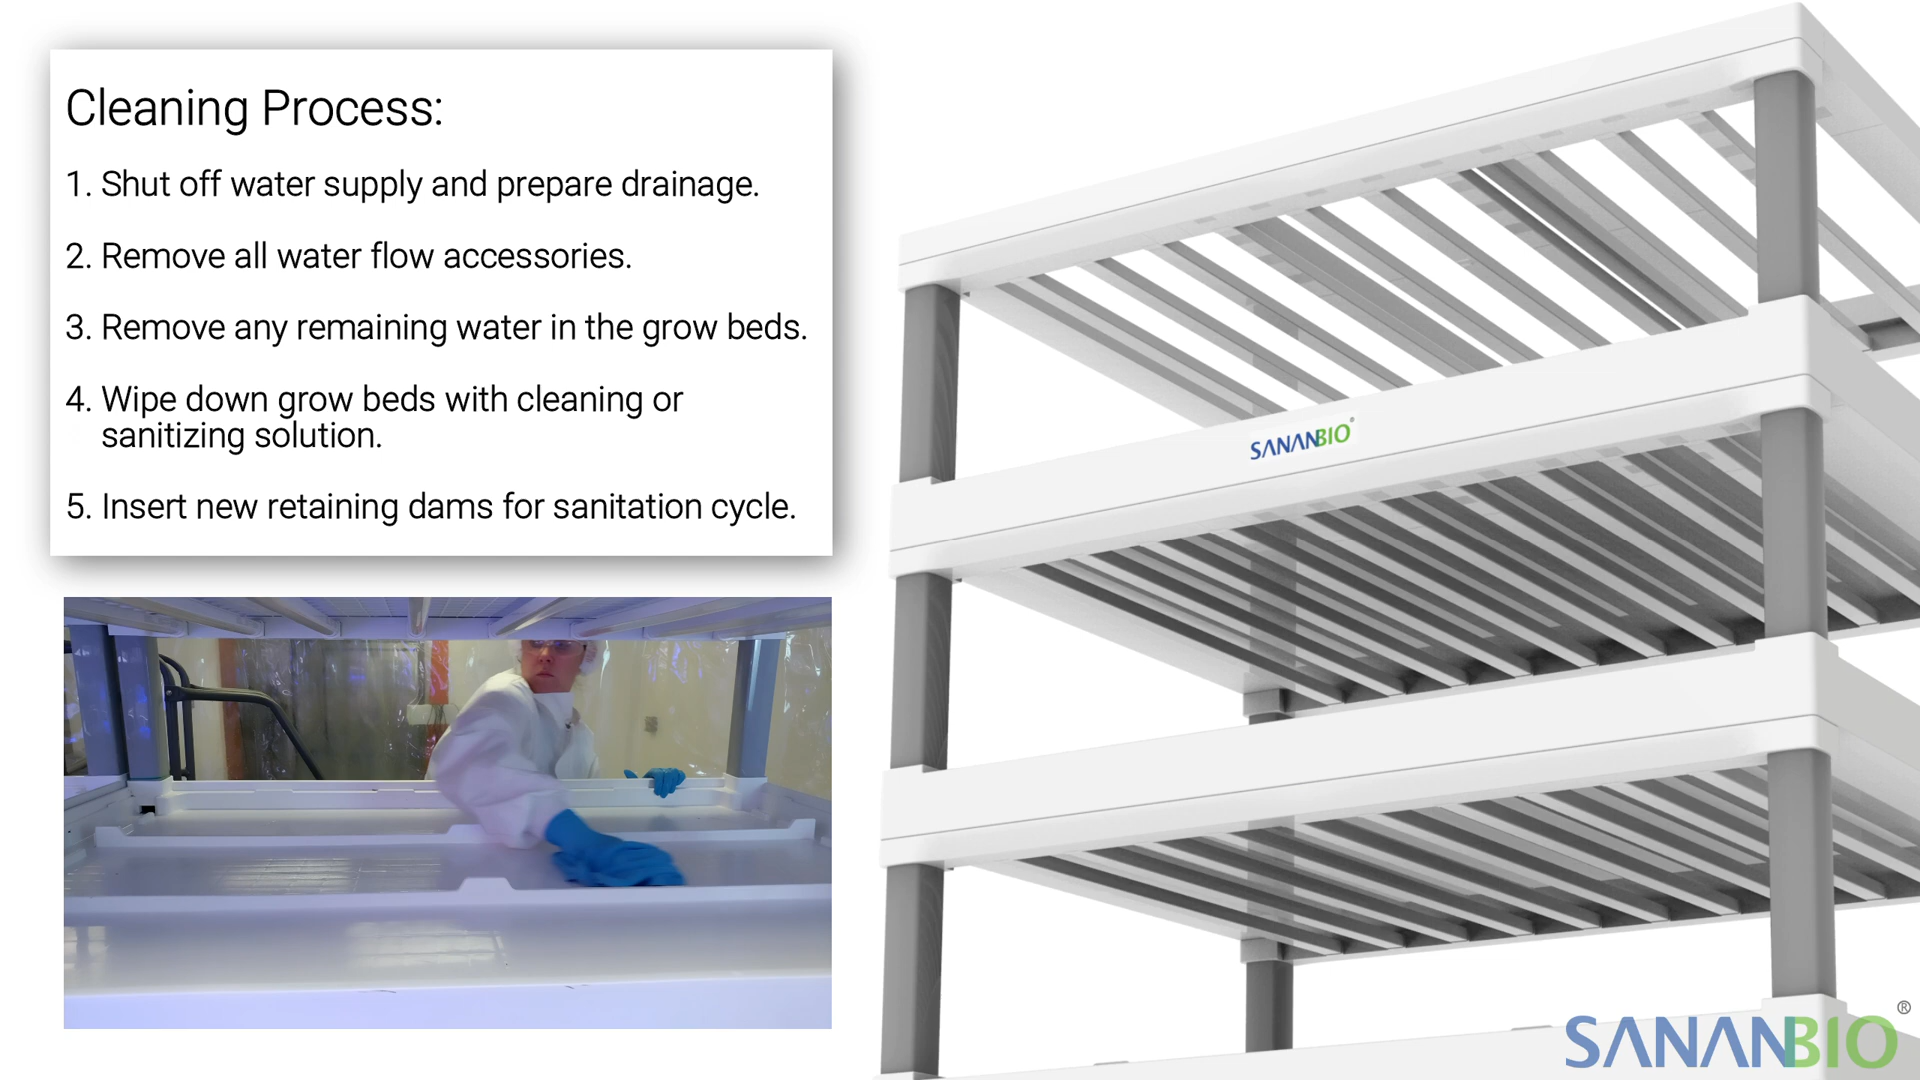 Cleaning Process:
1. Shut off water supply and prepare drainage.
2. Remove all water flow accessories.
3. Remove any remaining water in the grow beds.
4. Wipe down grow beds with cleaning or
sanitizing solution.
5. Insert new retaining dams for sanitation cycle.
SANANBIO®
SANANBIO®